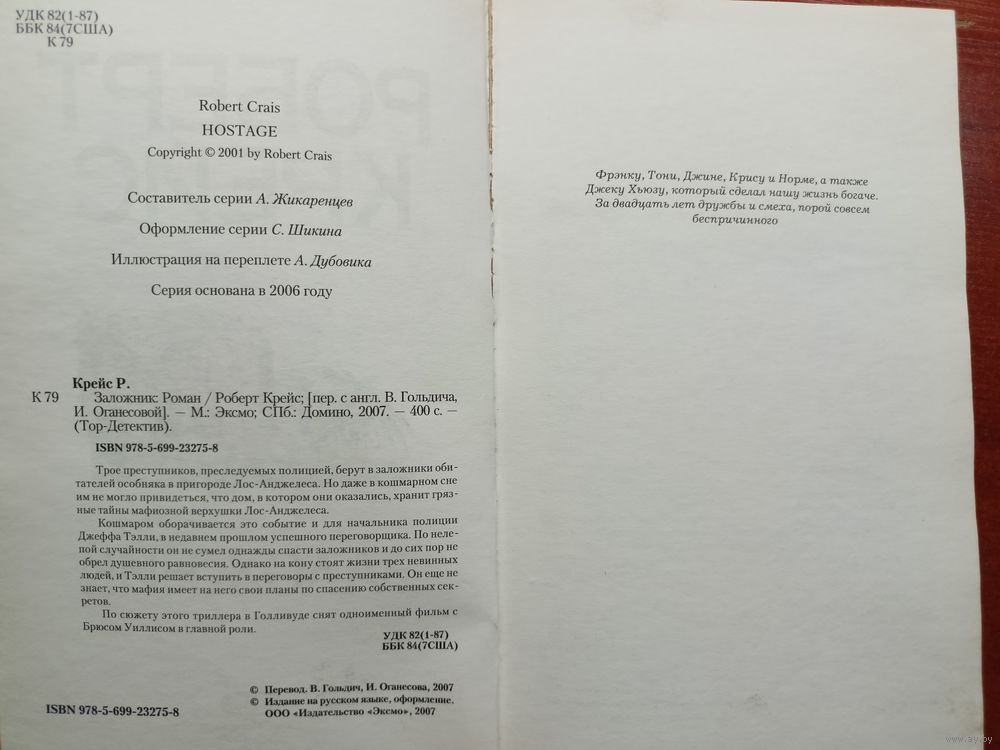 УДК 82(1-87)
ББК 84(7США)
К 79
Robert Crais
HOSTAGE
Copyright © 2001 by Robert Crais
Составитель серии А. Жикаренцев
Оформление серии С. Шикина
Иллюстрация на переплете А. Дубовика
Серия основана в 2006 году
Крейс Р.
К 79 Заложник: Роман / Роберт Крейс; [пер. с англ. В. Гольдича,
И. Оганесовой]. — М.: Эксмо; СПб.: Домино, 2007. — 400 с. —
(Тор-Детектив).
ISBN 978-5-699-23275-8
Трое преступников, преследуемых полицией, берут в заложники оби-
тателей особняка в пригороде Лос-Анджелеса. Но даже в кошмарном сне
им не могло привидеться, что дом, в котором они оказались, хранит гряз-
ные тайны мафиозной верхушки Лос-Анджелеса.
Кошмаром оборачивается это событие и для начальника полиции
Джеффа Тэлли, в недавнем прошлом успешного переговорщика. По неле-
пой случайности он не сумел однажды спасти заложников и до сих пор не
обрел душевного равновесия. Однако на кону стоят жизни трех невинных
людей, и Тэлли решает вступить в переговоры с преступниками. Он еще не
знает, что мафия имеет на него свои планы по спасению собственных сек-
ретов.
По сюжету этого триллера в Голливуде снят одноименный фильм с
Брюсом Уиллисом в главной роли.
УДК 82(1-87)
ББК 84(7США)
© Перевод. В. Гольдич, И. Оганесова, 2007
© Издание на русском языке, оформление.
ООО «Издательство «Эксмо», 2007
ISBN 978-5-699-23275-8
Фрэнку, Тони, Джине, Крису и Норме, а также
Джеку Хьюзу, который сделал нашу жизнь богаче.
За двадцать лет дружбы и смеха, порой совсем
беспричинного
www.ay.by